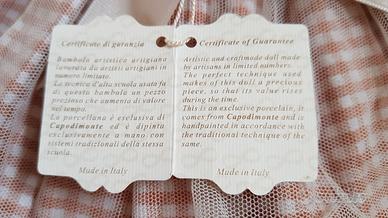 Certificato di garanzia
Bambola artistica artigiana
lavorata da artisti artigiani in
numero limitato.
La tecnica d'alta scuola usata fa
di questa bambola un pezzo
prezioso che aumenta di valore
nel tempo.
La porcellana è esclusiva di
Capodimonte ed è dipinta
esclusivamente a mano con
sistemi tradizionali della stessa
scuola.
Made in Italy
Certificate of Guarantee
Artistic and craftmade doll made
by artisans in limited numbers.
The perfect technique used
makes of this doll a precious
piece, so that its value rises
during the time.
This is an exclusive porcelain, it
comes from Capodimonte and is
handpainted in accordance with
the traditional technique of the
same.
Made in Italy